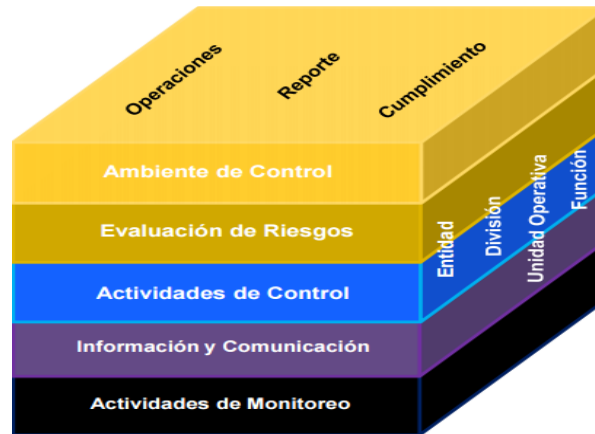 Operaciones
Reporte
Cumplimiento
Ambiente de Control
Evaluación de Riesgos
Actividades de Control
Información y Comunicación
Actividades de Monitoreo
Entidad
División
Unidad Operativa
Función